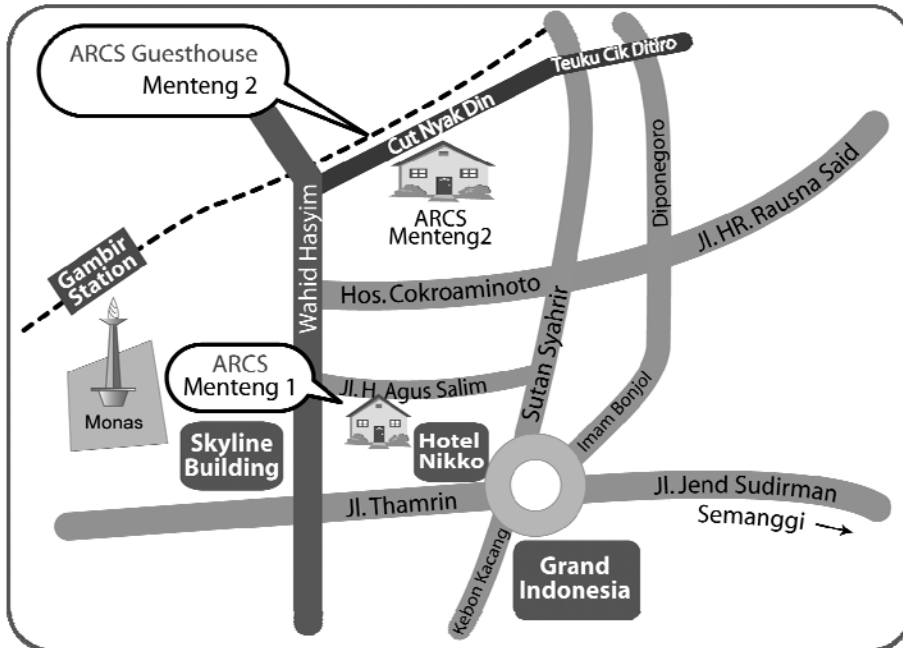 ARCS Guesthouse
Menteng 2
Teuku Cik Ditiro
Cut Nyak Din
ARCS
Menteng2
Diponegoro
Jl. HR. Rausna Said
Gambir
Station
Wahid Hasyim
Hos. Cokroaminoto
Sutan Syahrir
ARCS
Menteng 1
Jl. H. Agus Salim
Monas
Skyline
Building
Hotel
Nikko
Imam Bonjol
Jl. Thamrin
Jl. Jend Sudirman
Semanggi
Kebon Kacang
Grand
Indonesia